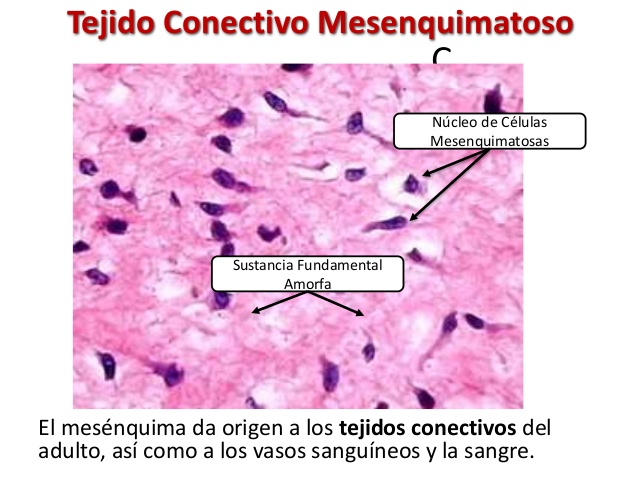 Tejido Conectivo Mesenquimatoso
C
Núcleo de Células
Mesenquimatosas
Sustancia Fundamental
Amorfa
El mesénquima da origen a los tejidos conectivos del
adulto, así como a los vasos sanguíneos y la sangre.